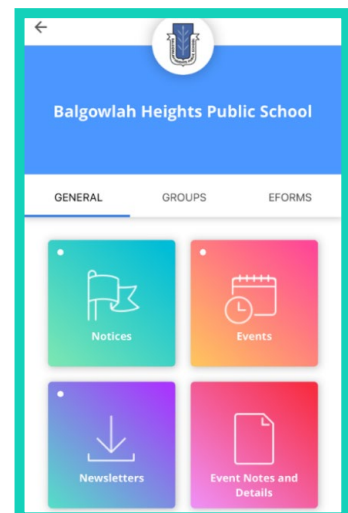 Balgowlah Heights Public School
GENERAL GROUPS EFORMS
Notices
Events
Newsletters
Event Notes and
Details